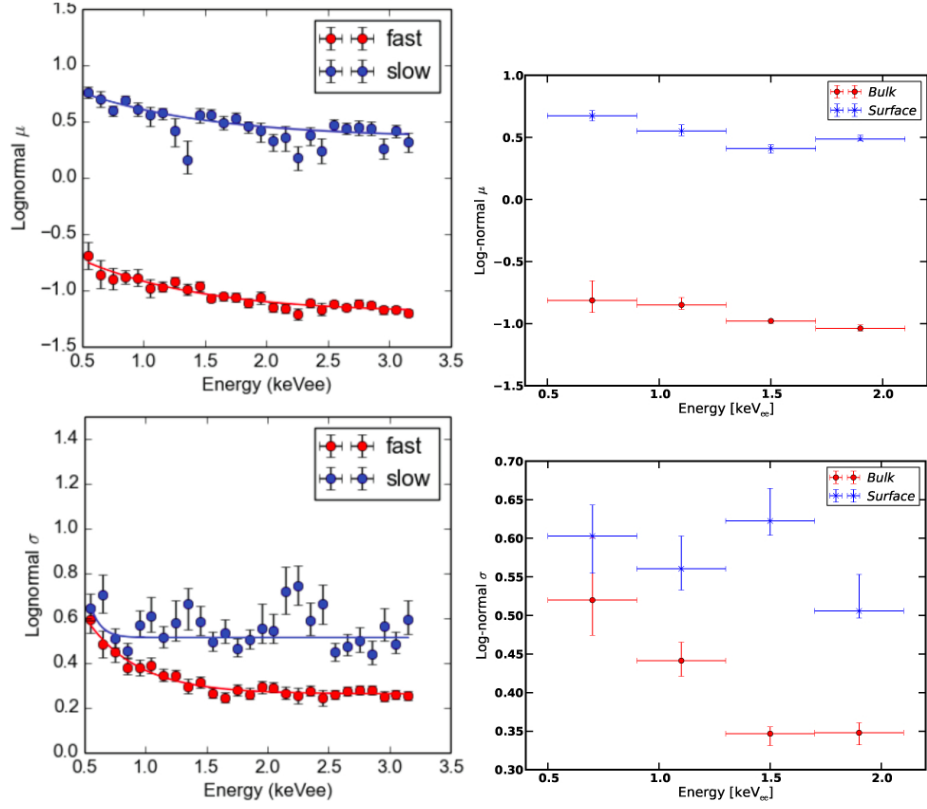 1.5
1.0
0.5
0.0
−0.5
−1.0
−1.5
Lognormal μ
fast
slow
0.5 1.0 1.5 2.0 2.5 3.0 3.5
Energy (keVee)
1.0
0.5
0.0
−0.5
−1.0
−1.5
Log-normal μ
Bulk
Surface
0.5 1.0 1.5 2.0
Energy [keVee]
1.4
1.2
1.0
0.8
0.6
0.4
0.2
0.0
Lognormal σ
fast
slow
0.5 1.0 1.5 2.0 2.5 3.0 3.5
Energy (keVee)
0.70
0.65
0.60
0.55
0.50
0.45
0.40
0.35
0.30
Log-normal σ
Bulk
Surface
0.5 1.0 1.5 2.0
Energy [keVee]